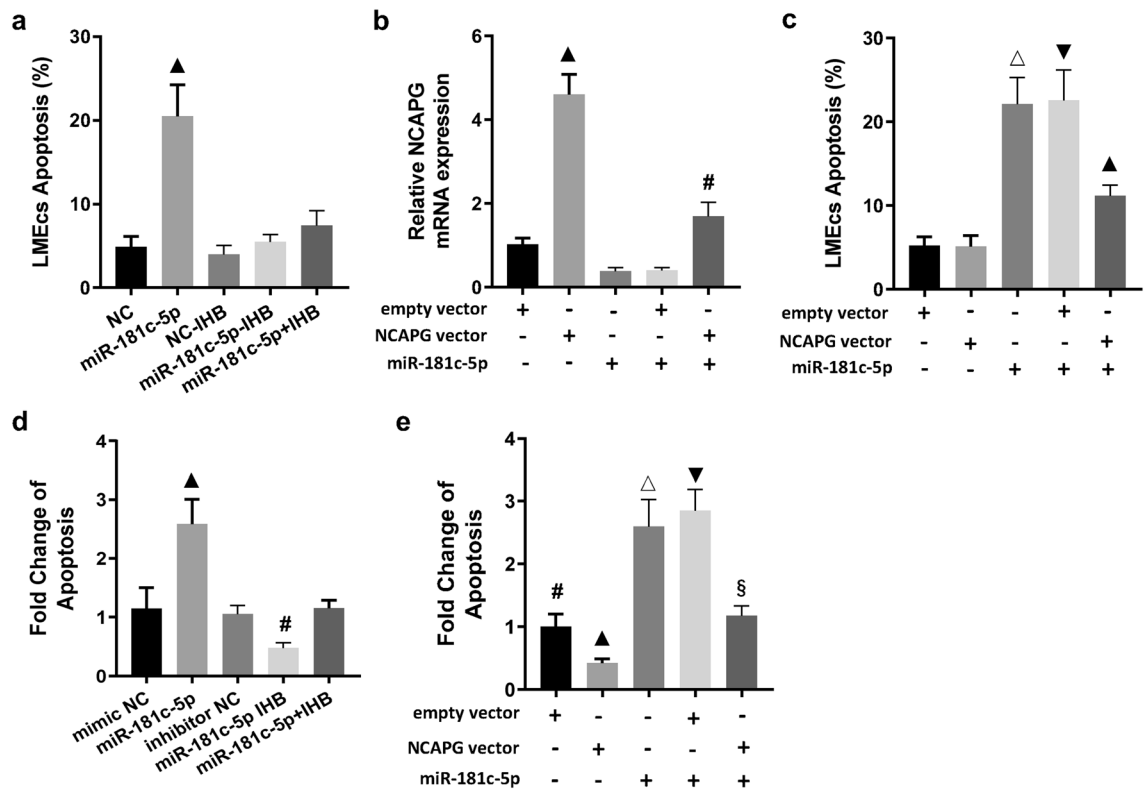 a
LMECs Apoptosis (%)
30
20
10
0
▲
NC
miR-181c-5p
NC-IHB
miR-181c-5p-IHB
miR-181c-5p+IHB
b
Relative NCAPG
mRNA expression
6
4
2
0
▲
#
empty vector + - - + -
NCAPG vector - + - - +
miR-181c-5p - - + + +
c
LMECs Apoptosis (%)
30
20
10
0
△
▼
▲
empty vector + - - + -
NCAPG vector - + - - +
miR-181c-5p - - + + +
d
Fold Change of
Apoptosis
4
3
2
1
0
▲
#
mimic NC
miR-181c-5p
inhibitor NC
miR-181c-5p IHB
miR-181c-5p+IHB
e
Fold Change of
Apoptosis
4
3
2
1
0
#
▲
△
▼
§
empty vector + - - + -
NCAPG vector - + - - +
miR-181c-5p - - + + +